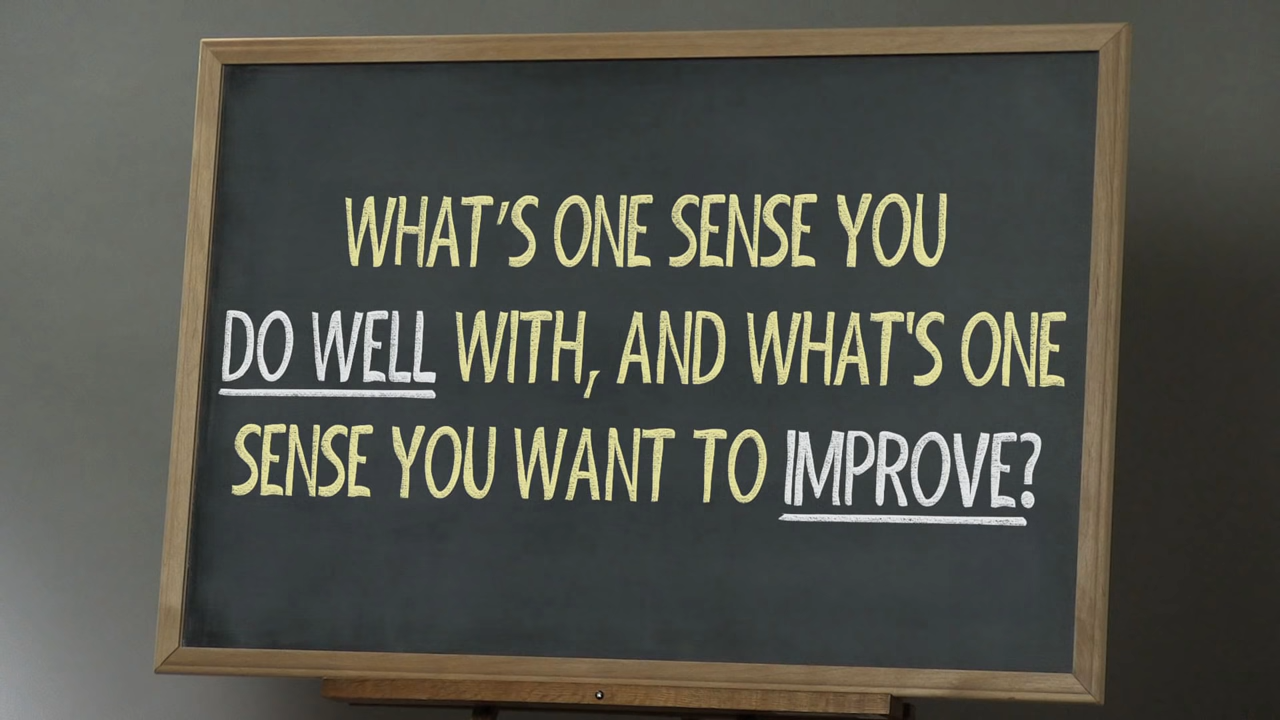 WHAT'S ONE SENSE YOU
DO WELL WITH, AND WHAT'S ONE
SENSE YOU WANT TO IMPROVE?